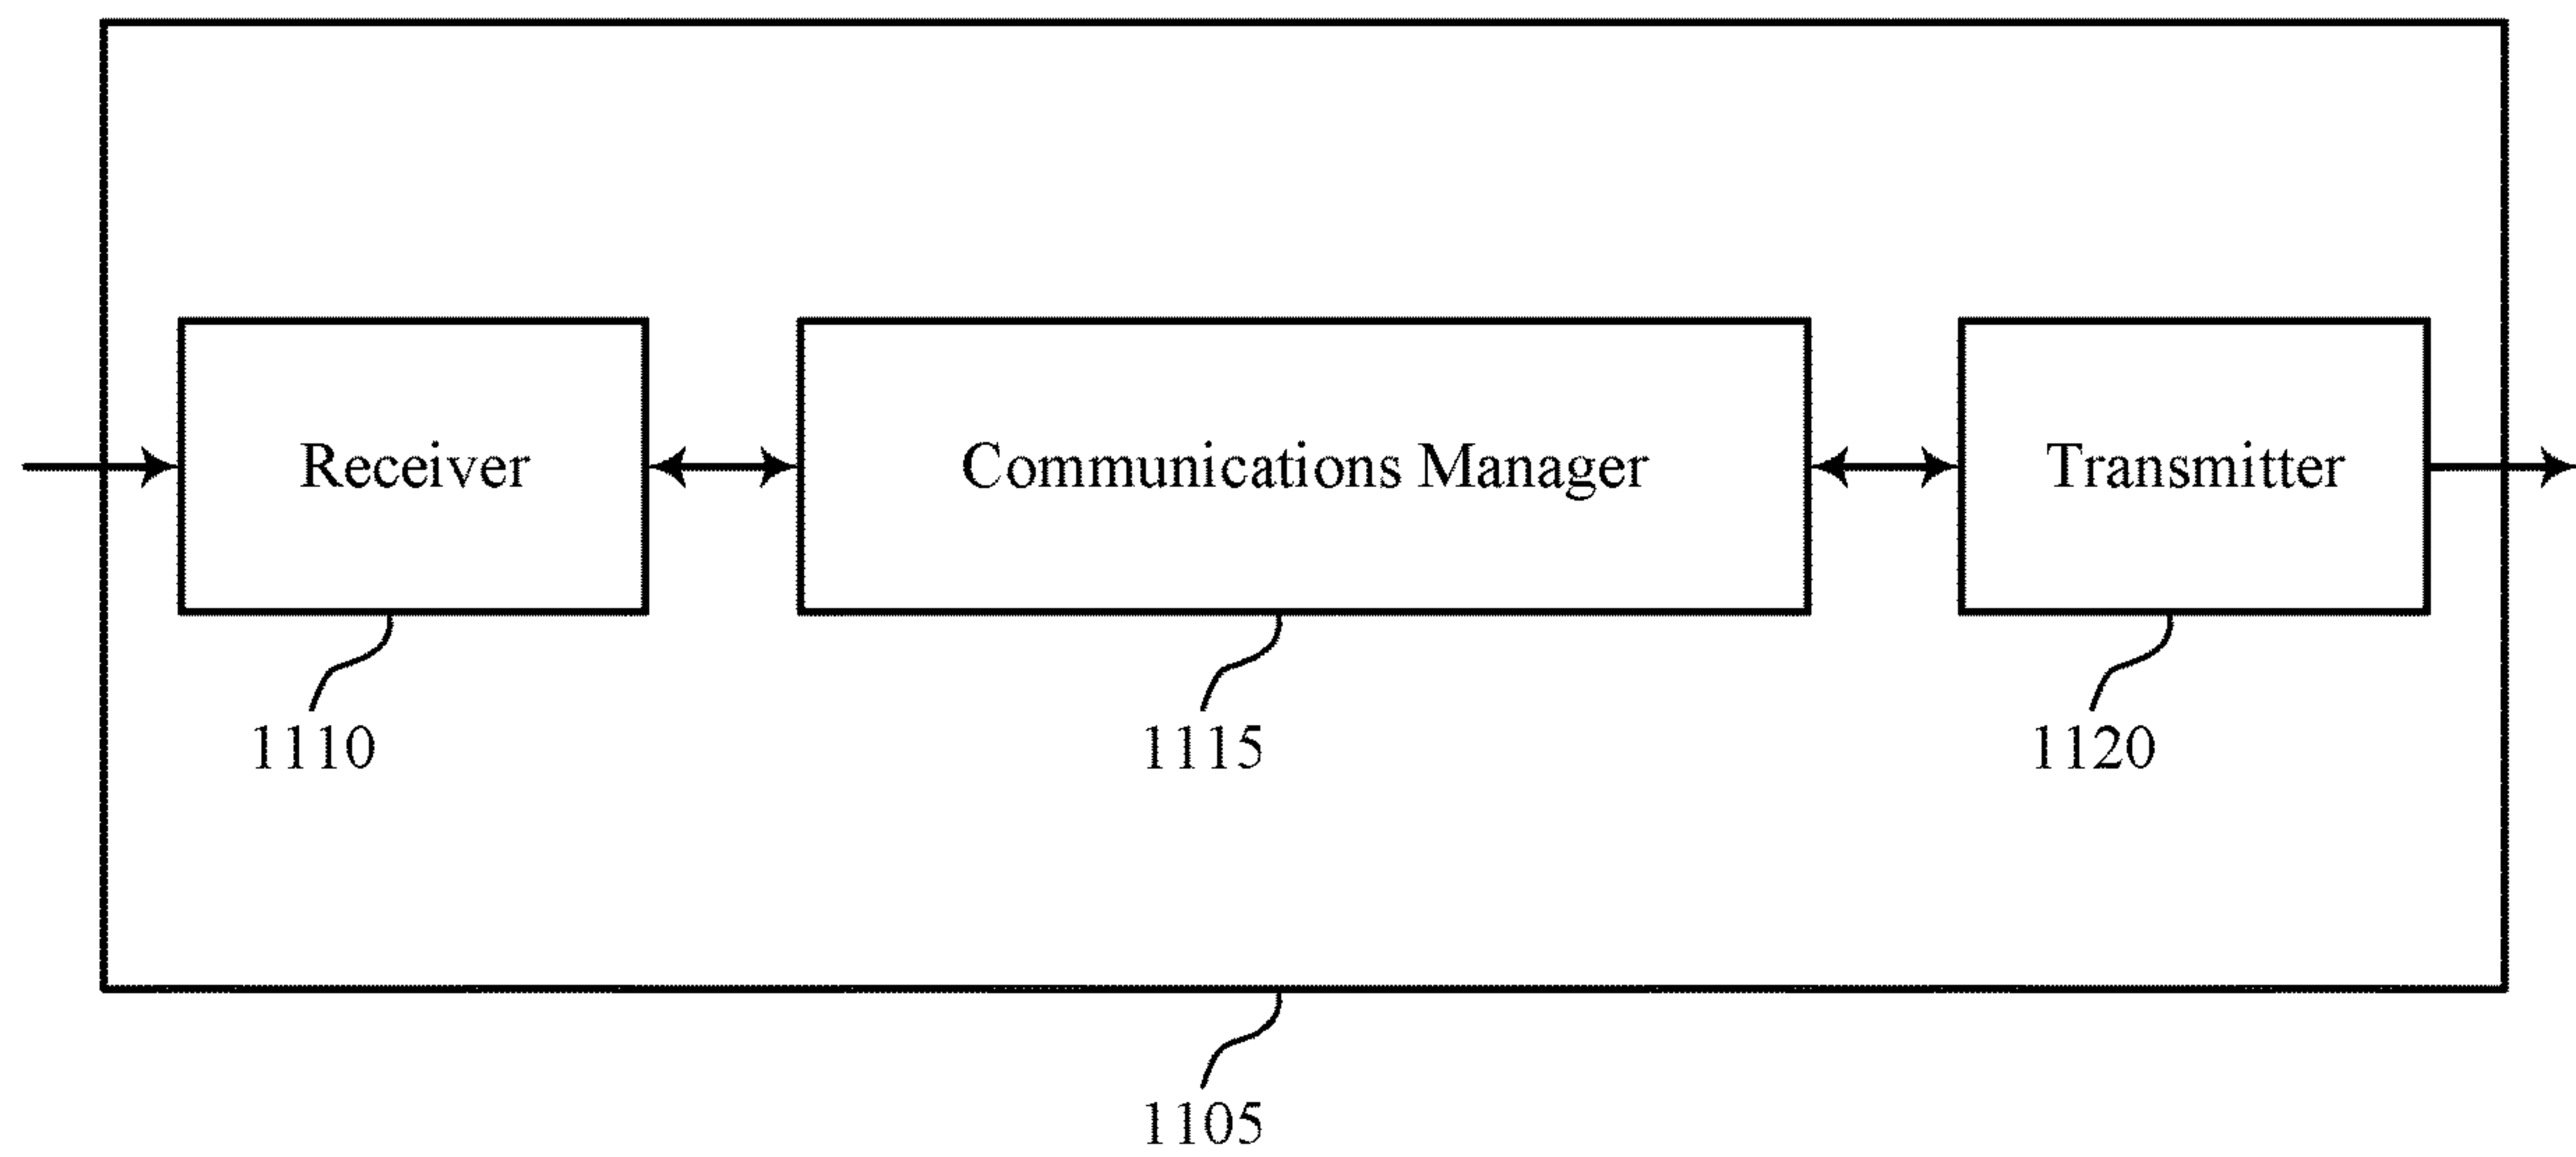 Receiver
Communications Manager
Transmitter
1110
1115
1120
1105